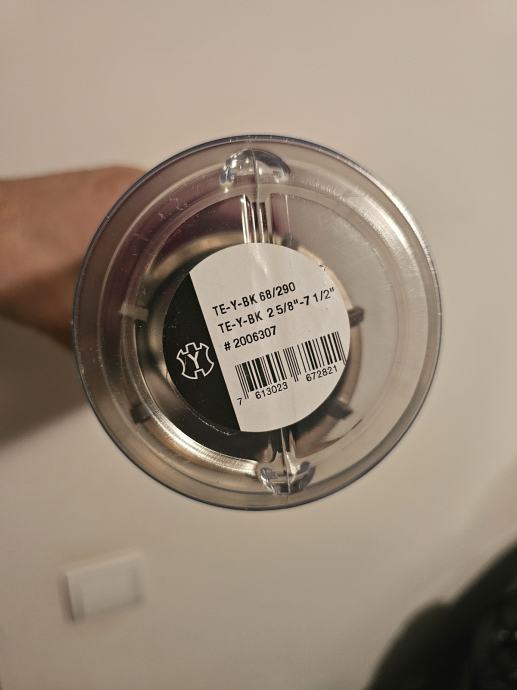 TE-Y-BK 68/290
TE-Y-BK 2 5/8"-7 1/2"
# 2006307
Y
7 613023 672821